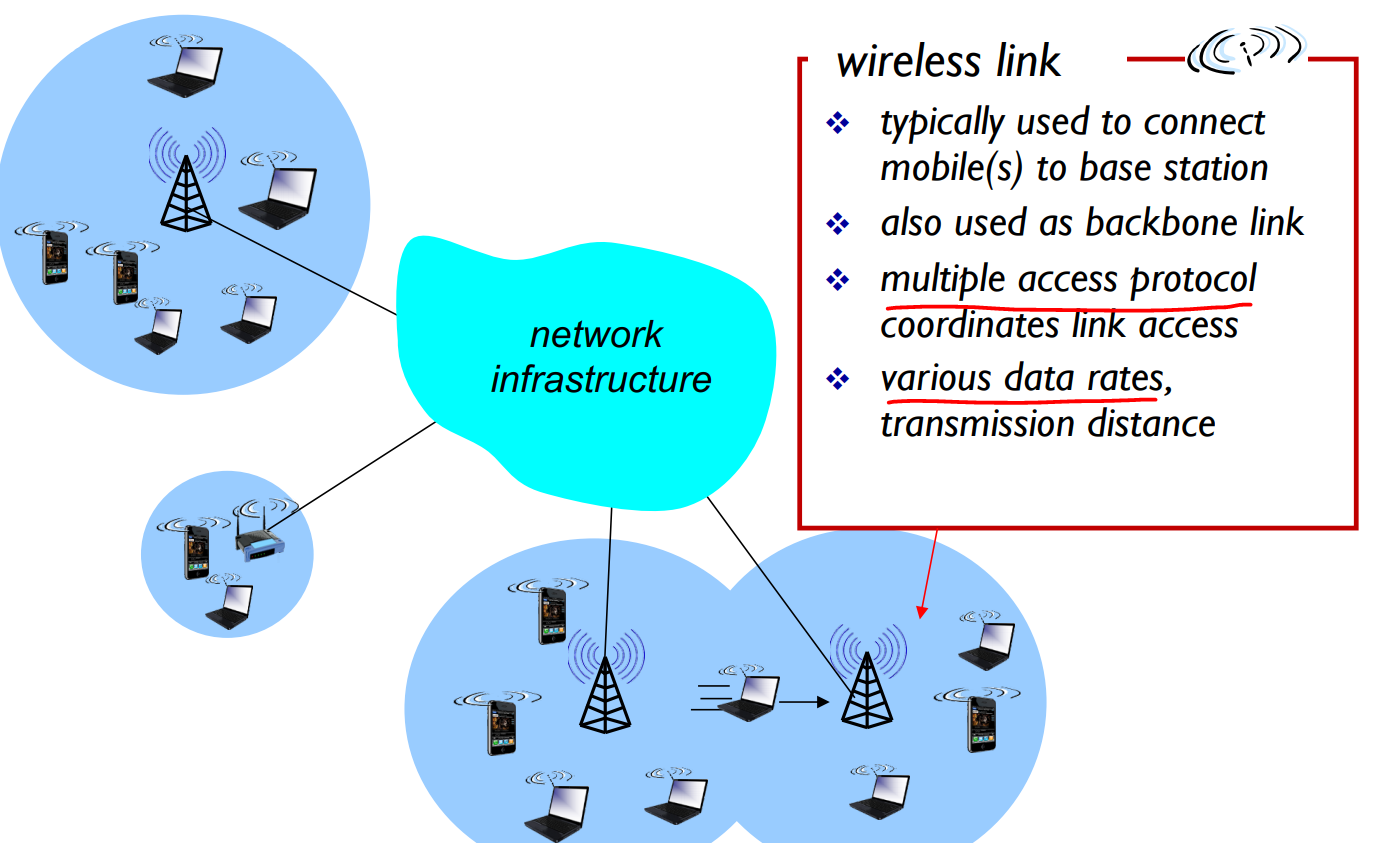 wireless link
❖ typically used to connect
mobile(s) to base station
❖ also used as backbone link
❖ multiple access protocol
coordinates link access
❖ various data rates,
transmission distance
network
infrastructure